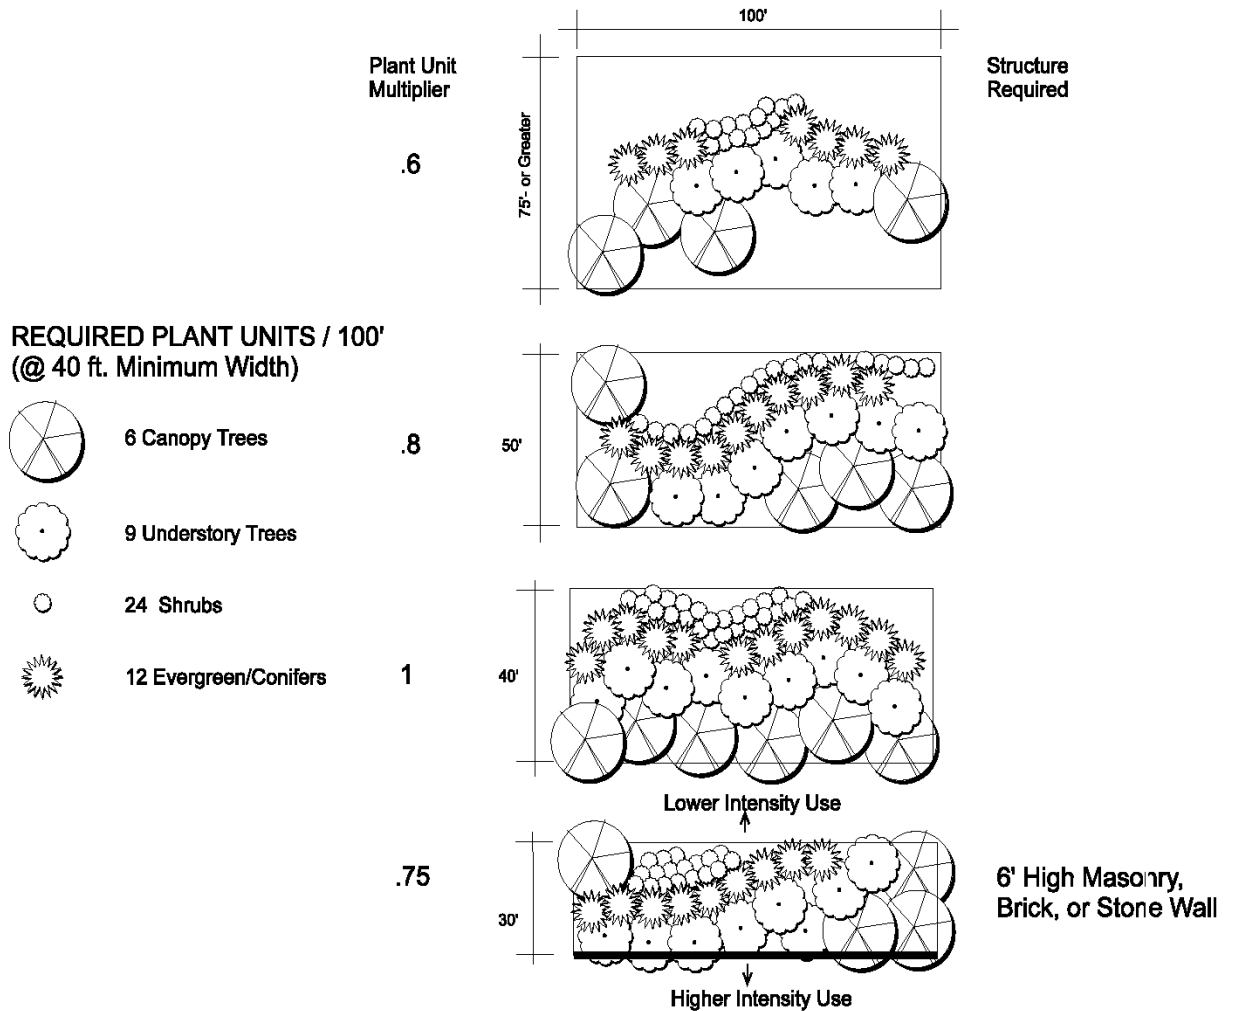 100'
Plant Unit
Multiplier
Structure
Required
75'- or Greater
.6
REQUIRED PLANT UNITS / 100'
(@ 40 ft. Minimum Width)
6 Canopy Trees
.8
50'
9 Understory Trees
24 Shrubs
12 Evergreen/Conifers
1
40'
Lower Intensity Use
.75
30'
6' High Masonry,
Brick, or Stone Wall
Higher Intensity Use